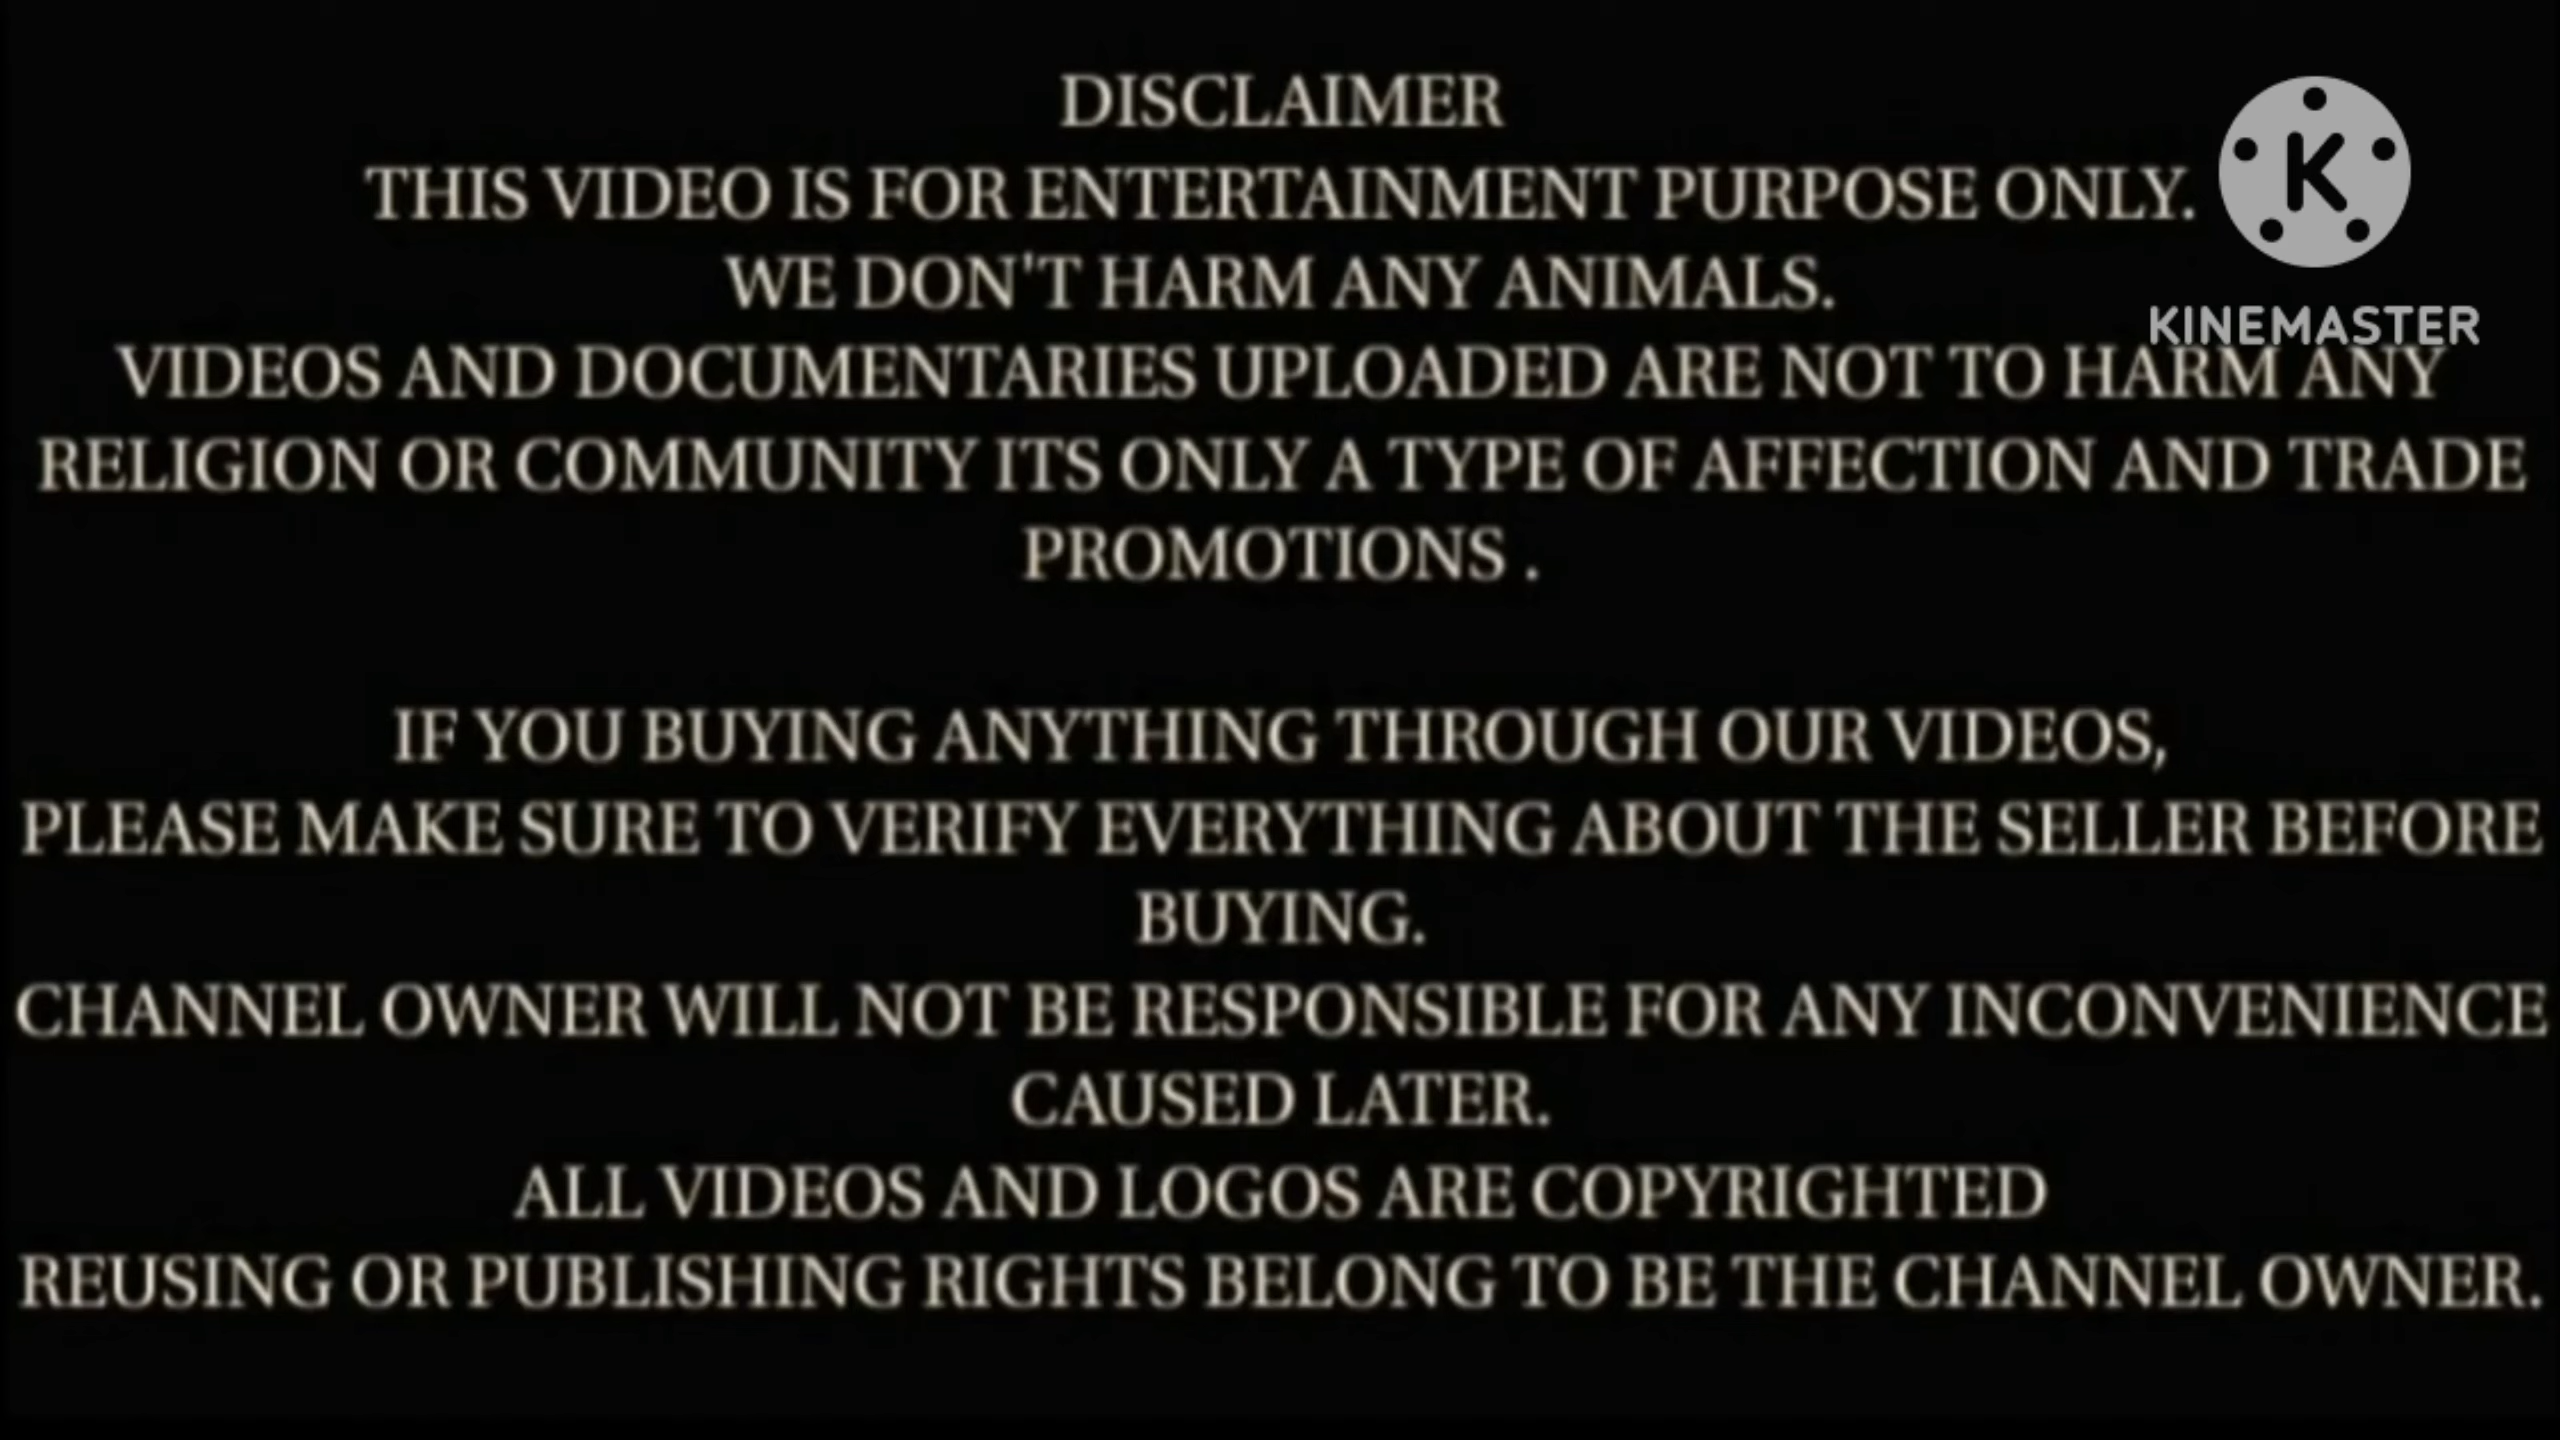 DISCLAIMER
THIS VIDEO IS FOR ENTERTAINMENT PURPOSE ONLY.
WE DON'T HARM ANY ANIMALS.
KINEMASTER
VIDEOS AND DOCUMENTARIES UPLOADED ARE NOT TO HARM ANY
RELIGION OR COMMUNITY ITS ONLY A TYPE OF AFFECTION AND TRADE
PROMOTIONS .
IF YOU BUYING ANYTHING THROUGH OUR VIDEOS,
PLEASE MAKE SURE TO VERIFY EVERYTHING ABOUT THE SELLER BEFORE
BUYING.
CHANNEL OWNER WILL NOT BE RESPONSIBLE FOR ANY INCONVENIENCE
CAUSED LATER.
ALL VIDEOS AND LOGOS ARE COPYRIGHTED
REUSING OR PUBLISHING RIGHTS BELONG TO BE THE CHANNEL OWNER.